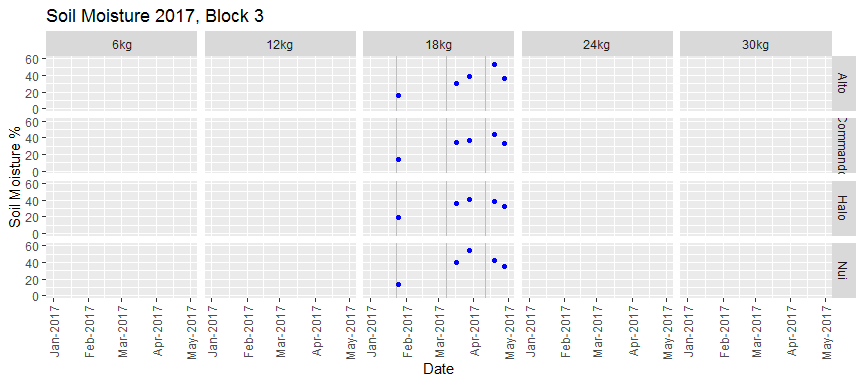 Soil Moisture 2017, Block 3
6kg 12kg 18kg 24kg 30kg
60
40
20
0
Alto
60
40
20
0
Commando
60
40
20
0
Halo
60
40
20
0
Nui
Soil Moisture %
Jan-2017 Feb-2017 Mar-2017 Apr-2017 May-2017 Jan-2017 Feb-2017 Mar-2017 Apr-2017 May-2017 Jan-2017 Feb-2017 Mar-2017 Apr-2017 May-2017 Jan-2017 Feb-2017 Mar-2017 Apr-2017 May-2017 Jan-2017 Feb-2017 Mar-2017 Apr-2017 May-2017
Date